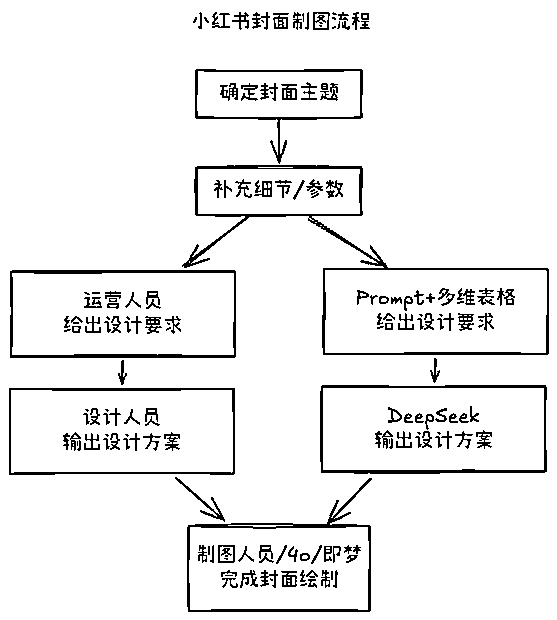 小红书封面制图流程
确定封面主题
补充细节/参数
运营人员
给出设计要求
Prompt+多维表格
给出设计要求
设计人员
输出设计方案
DeepSeek
输出设计方案
制图人员/4o/即梦
完成封面绘制